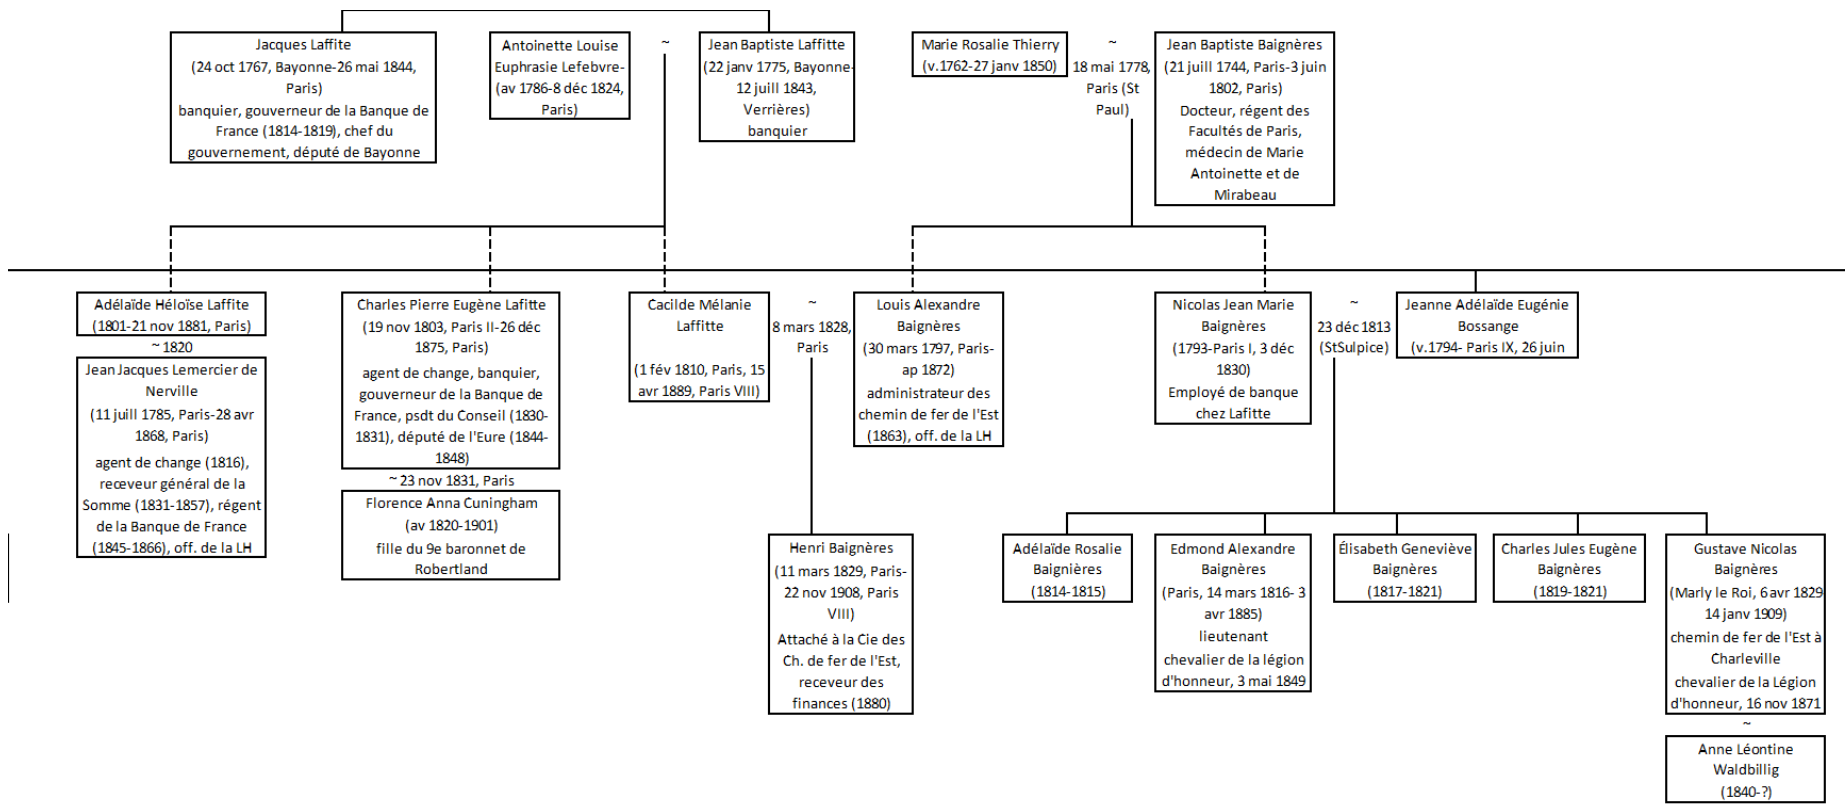 Jacques Laffite
(24 oct 1767, Bayonne-26 mai 1844,
Paris)
banquier, gouverneur de la Banque de
France (1814-1819), chef du
gouvernement, député de Bayonne
Antoinette Louise
Euphrasie Lefebvre-
(av 1786-8 déc 1824,
Paris)
~
Jean Baptiste Laffitte
(22 janv 1775, Bayonne-
12 juill 1843,
Verrières)
banquier
Marie Rosalie Thierry
(v.1762-27 janv 1850)
~
18 mai 1778,
Paris (St
Paul)
Jean Baptiste Baignères
(21 juill 1744, Paris-3 juin
1802, Paris)
Docteur, régent des
Facultés de Paris,
médecin de Marie
Antoinette et de
Mirabeau
Adélaïde Héloïse Laffite
(1801-21 nov 1881, Paris)
~ 1820
Jean Jacques Lemercier de
Nerville
(11 juill 1785, Paris-28 avr
1868, Paris)
agent de change (1816),
receveur général de la
Somme (1831-1857), régent
de la Banque de France
(1845-1866), off. de la LH
Charles Pierre Eugène Lafitte
(19 nov 1803, Paris II-26 déc
1875, Paris)
agent de change, banquier,
gouverneur de la Banque de
France, psdt du Conseil (1830-
1831), député de l'Eure (1844-
1848)
~ 23 nov 1831, Paris
Florence Anna Cuningham
(av 1820-1901)
fille du 9e baronnet de
Robertland
Cacilde Mélanie
Laffitte
(1 fév 1810, Paris, 15
avr 1889, Paris VIII)
~
8 mars 1828,
Paris
Louis Alexandre
Baignères
(30 mars 1797, Paris-
ap 1872)
administrateur des
chemin de fer de l'Est
(1863), off. de la LH
Nicolas Jean Marie
Baignères
(1793-Paris I, 3 déc
1830)
Employé de banque
chez Lafitte
~
23 déc 1813
(StSulpice)
Jeanne Adélaïde Eugénie
Bossange
(v.1794- Paris IX, 26 juin
Henri Baignères
(11 mars 1829, Paris-
22 nov 1908, Paris
VIII)
Attaché à la Cie des
Ch. de fer de l'Est,
receveur des
finances (1880)
Adélaïde Rosalie
Baignières
(1814-1815)
Edmond Alexandre
Baignères
(Paris, 14 mars 1816- 3
avr 1885)
lieutenant
chevalier de la légion
d'honneur, 3 mai 1849
Élisabeth Geneviève
Baignères
(1817-1821)
Charles Jules Eugène
Baignères
(1819-1821)
Gustave Nicolas
Baignères
(Marly le Roi, 6 avr 1829
14 janv 1909)
chemin de fer de l'Est à
Charleville
chevalier de la Légion
d'honneur, 16 nov 1871
~
Anne Léontine
Waldbillig
(1840-?)